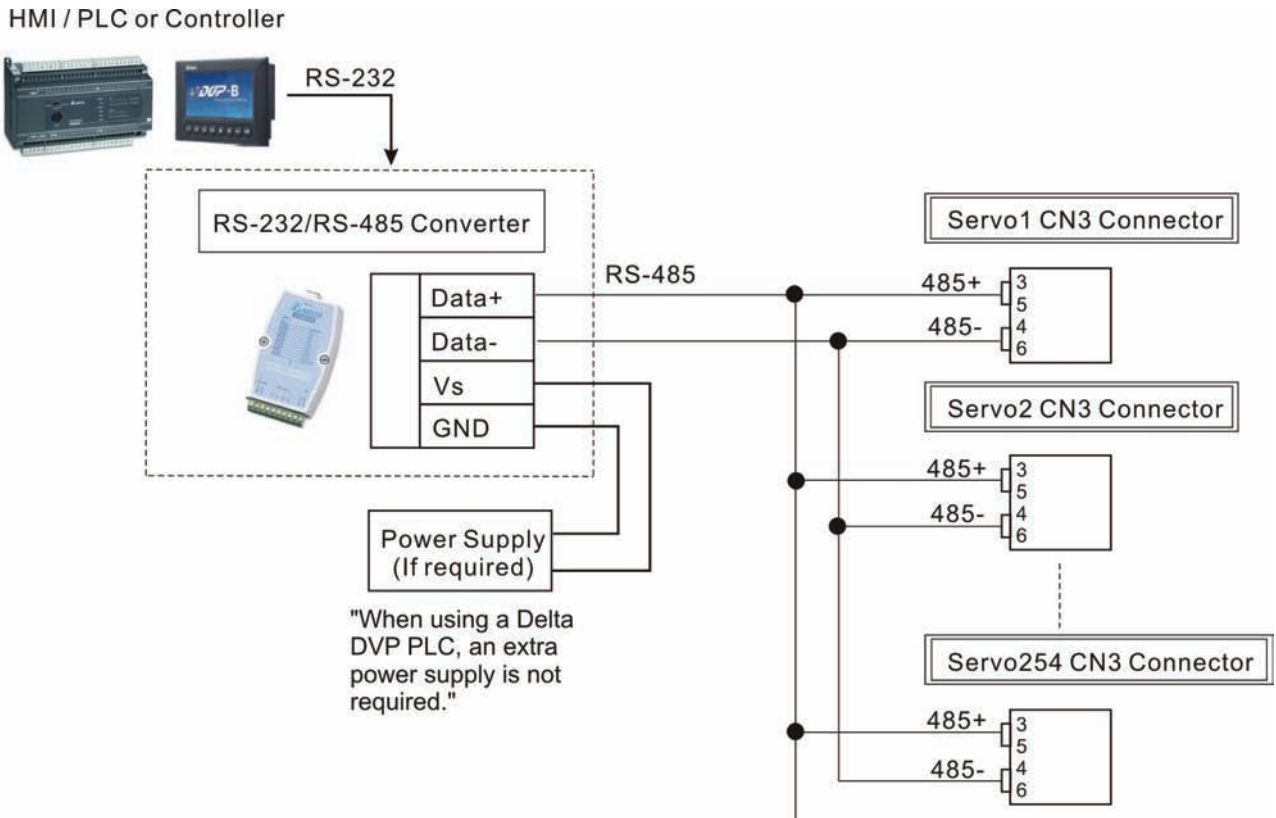 HMI / PLC or Controller
DVP-B
RS-232
RS-232/RS-485 Converter
Data+
Data-
Vs
GND
RS-485
Power Supply
(If required)
"When using a Delta
DVP PLC, an extra
power supply is not
required."
Servo1 CN3 Connector
485+
485-
3
5
4
6
Servo2 CN3 Connector
485+
485-
3
5
4
6
Servo254 CN3 Connector
485+
485-
3
5
4
6